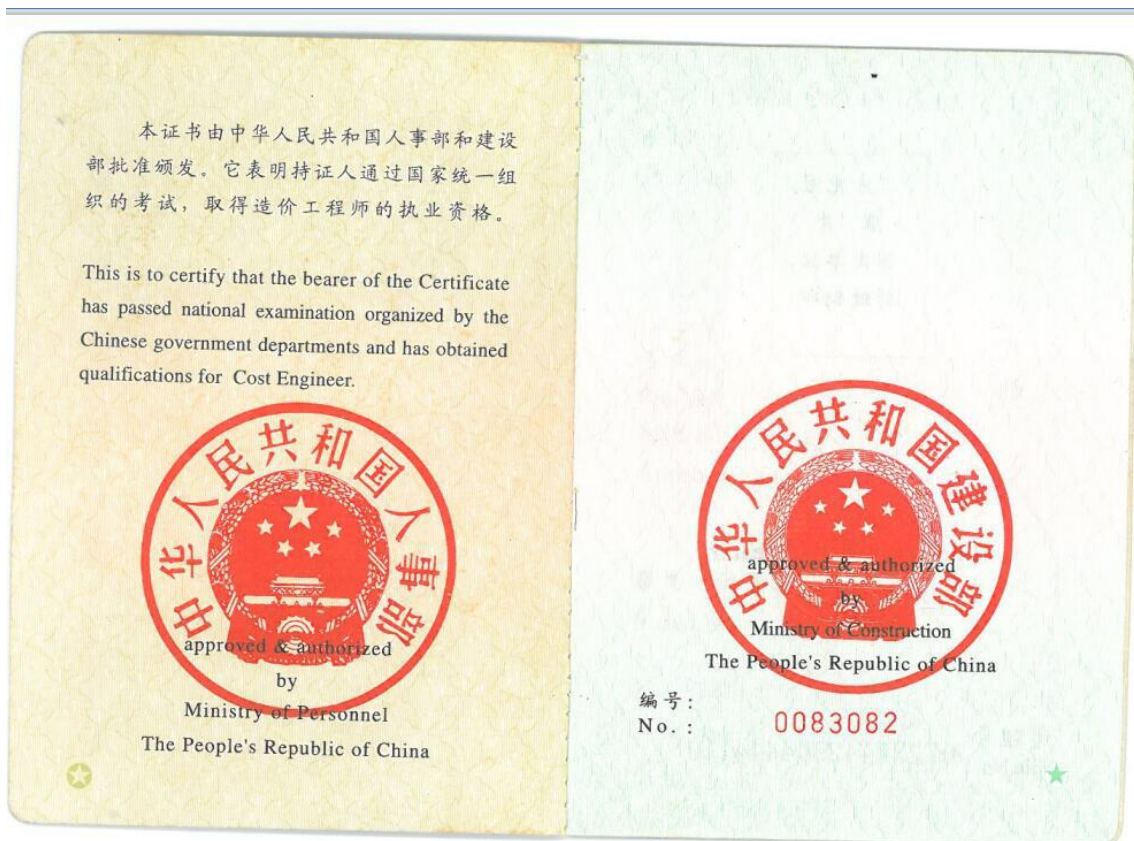 本证书由中华人民共和国人事部和建设
部批准颁发。它表明持证人通过国家统一组
织的考试，取得造价工程师的执业资格。
This is to certify that the bearer of the Certificate
has passed national examination organized by the
Chinese government departments and has obtained
qualifications for Cost Engineer.
中华人民共和国人事部
approved & authorized
by
Ministry of Personnel
The People's Republic of China
中华人民共和国建设部
approved & authorized
by
Ministry of Construction
The People's Republic of China
编号:
No.: 0083082